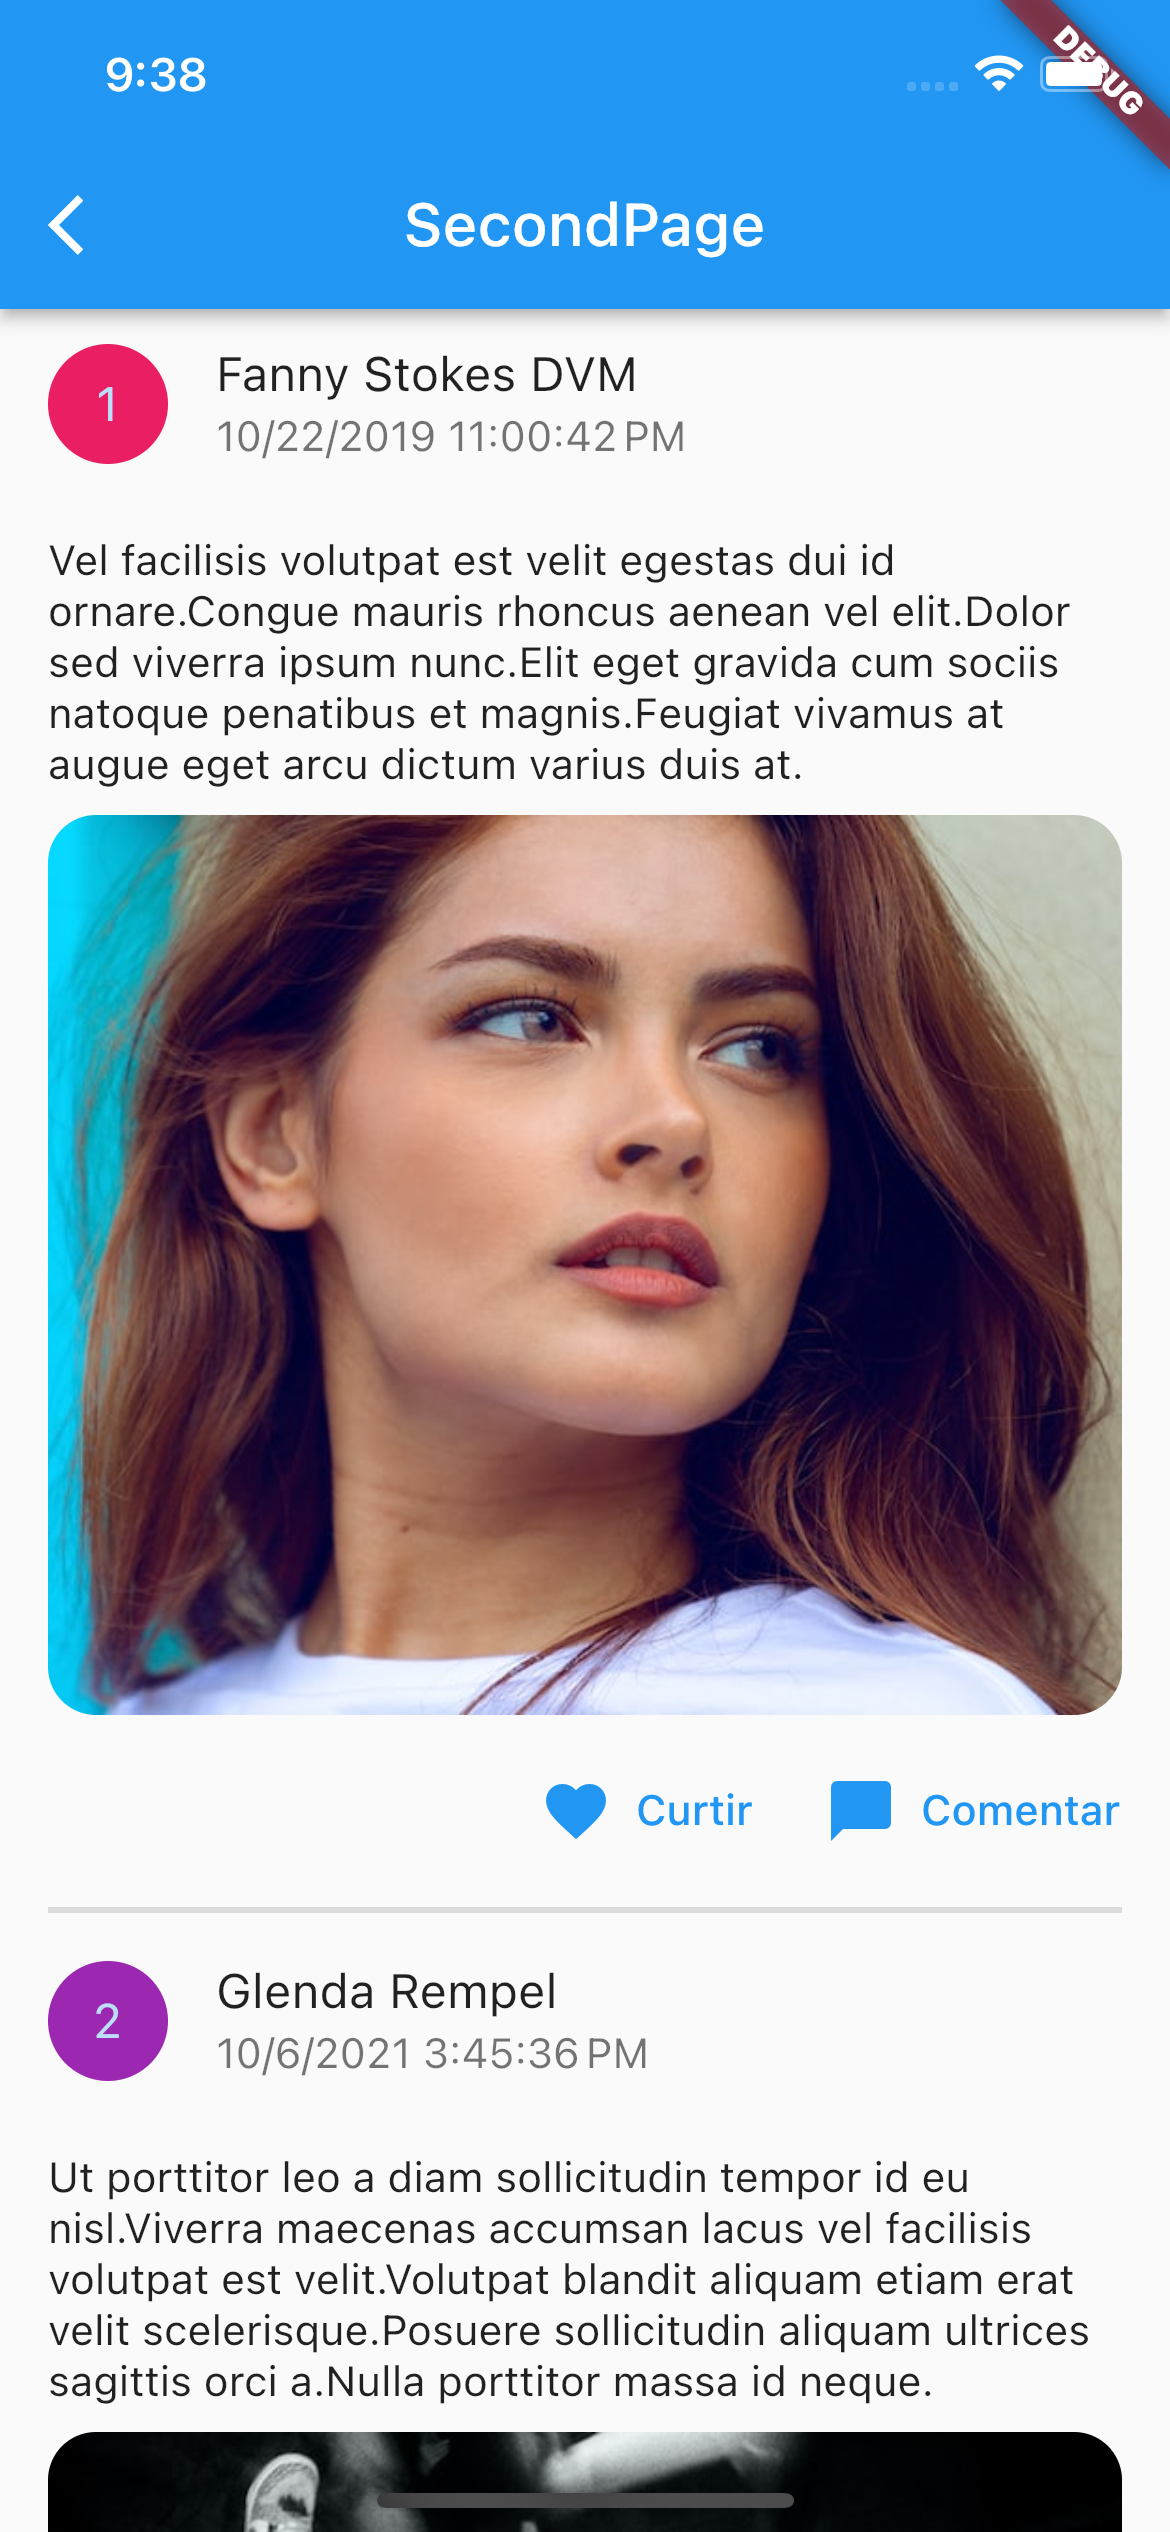 9:38
DEBUG
SecondPage
1
Fanny Stokes DVM
10/22/2019 11:00:42 PM
Vel facilisis volutpat est velit egestas dui id
ornare.Congue mauris rhoncus aenean vel elit.Dolor
sed viverra ipsum nunc.Elit eget gravida cum sociis
natoque penatibus et magnis.Feugiat vivamus at
augue eget arcu dictum varius duis at.
Curtir Comentar
2
Glenda Rempel
10/6/2021 3:45:36 PM
Ut porttitor leo a diam sollicitudin tempor id eu
nisl.Viverra maecenas accumsan lacus vel facilisis
volutpat est velit.Volutpat blandit aliquam etiam erat
velit scelerisque.Posuere sollicitudin aliquam ultrices
sagittis orci a.Nulla porttitor massa id neque.